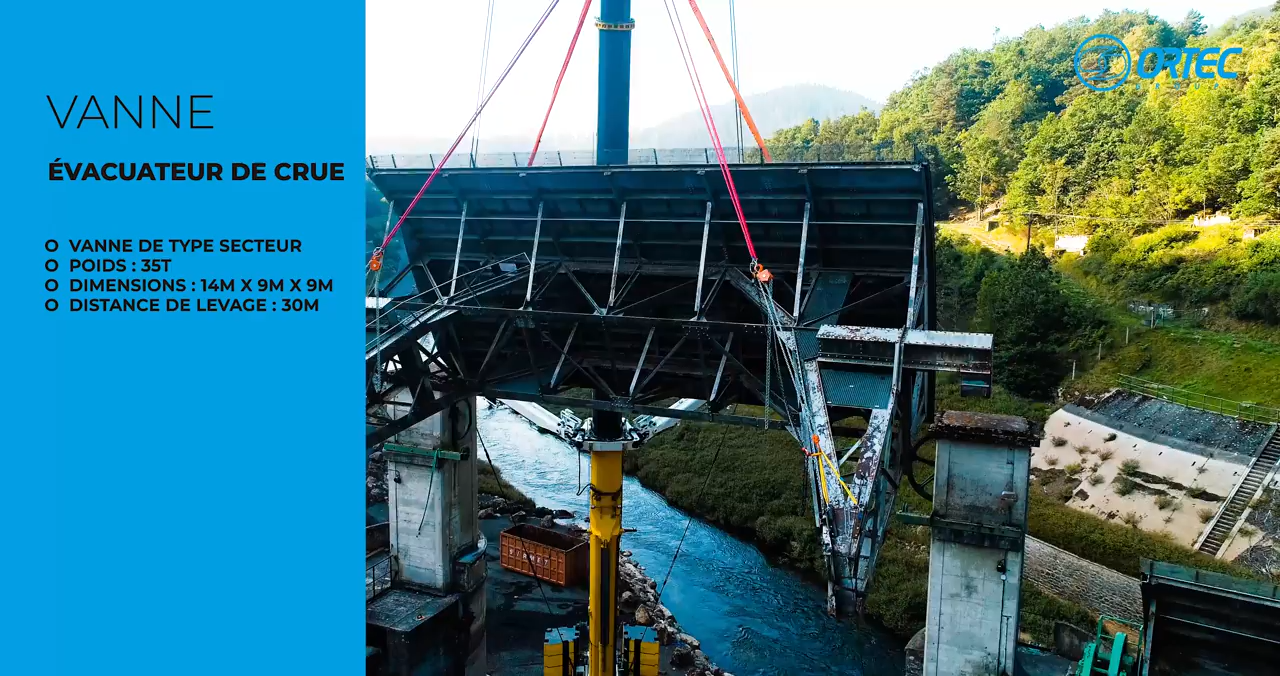 VANNE
ÉVACUATEUR DE CRUE
O VANNE DE TYPE SECTEUR
O POIDS : 35T
O DIMENSIONS : 14M X 9M X 9M
O DISTANCE DE LEVAGE : 30M
ORTEC
GROUP